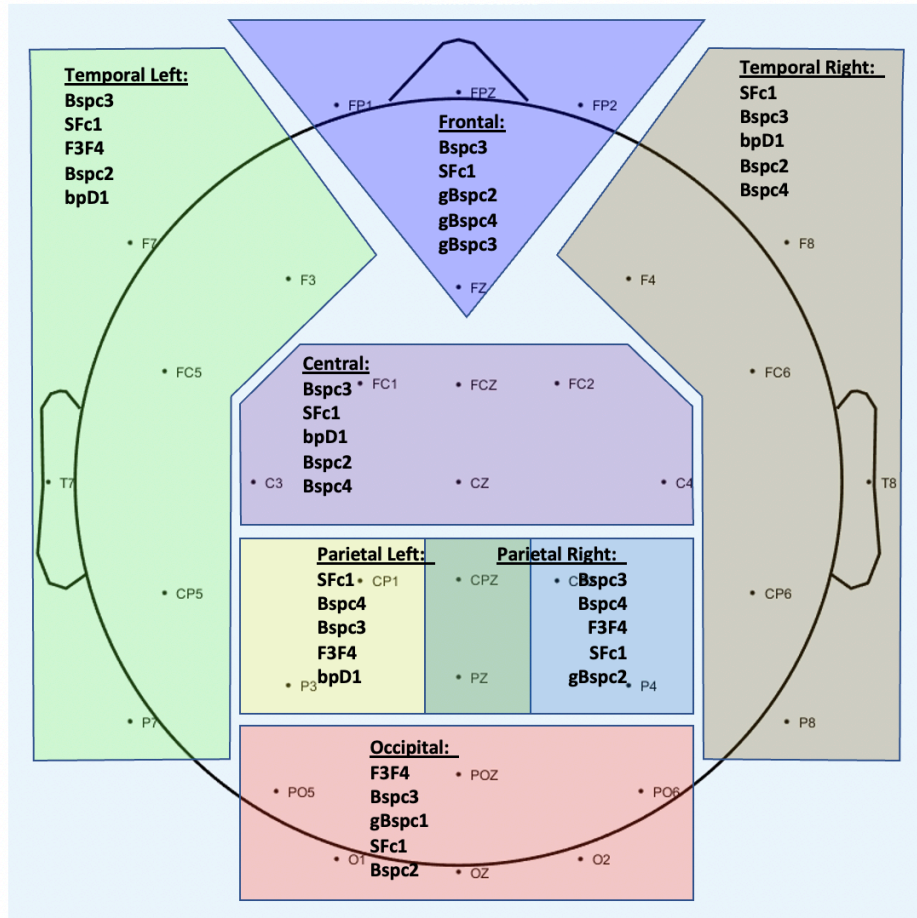 Temporal Left:
Bspc3
SFc1
F3F4
Bspc2
bpD1
Temporal Right:
SFc1
Bspc3
bpD1
Bspc2
Bspc4
FP1
FPZ
FP2
Frontal:
Bspc3
SFc1
gBspc2
gBspc4
gBspc3
F7
F3
FZ
F4
F8
Central:
Bspc3
SFc1
bpD1
Bspc2
Bspc4
FC5
FC1
FCZ
FC2
FC6
T7
C3
CZ
C4
T8
Parietal Left:
SFc1
Bspc4
Bspc3
F3F4
bpD1
Parietal Right:
Bspc3
Bspc4
F3F4
SFc1
gBspc2
CP5
CP1
CPZ
CP6
P7
P3
PZ
P4
P8
Occipital:
F3F4
Bspc3
gBspc1
SFc1
Bspc2
PO5
POZ
PO6
O1
OZ
O2